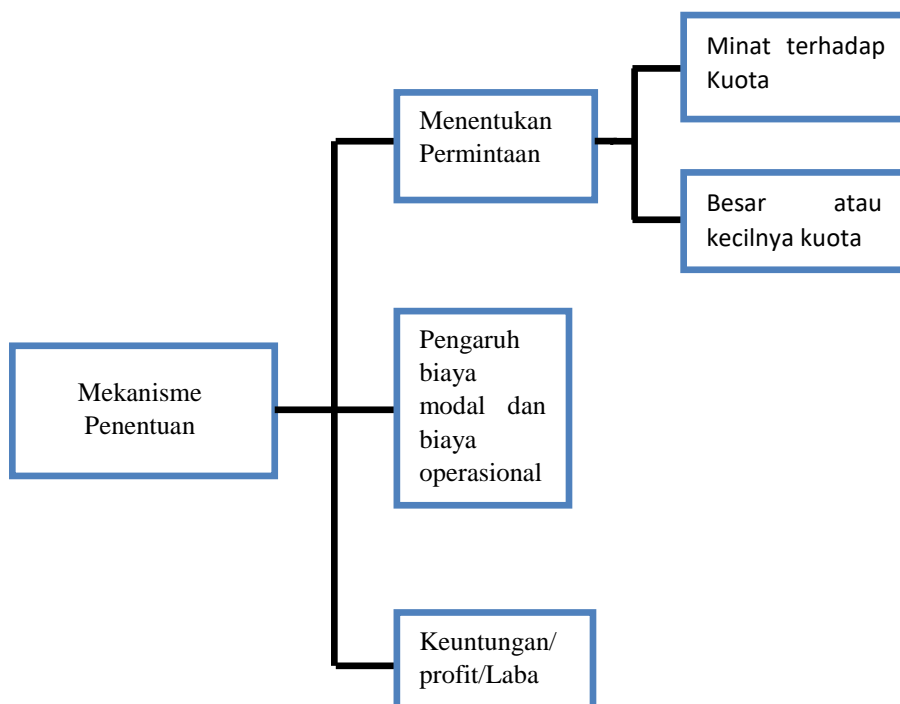 Minat terhadap
Kuota
Menentukan
Permintaan
Besar atau
kecilnya kuota
Pengaruh
biaya
modal dan
biaya
operasional
Mekanisme
Penentuan
Keuntungan/
profit/Laba